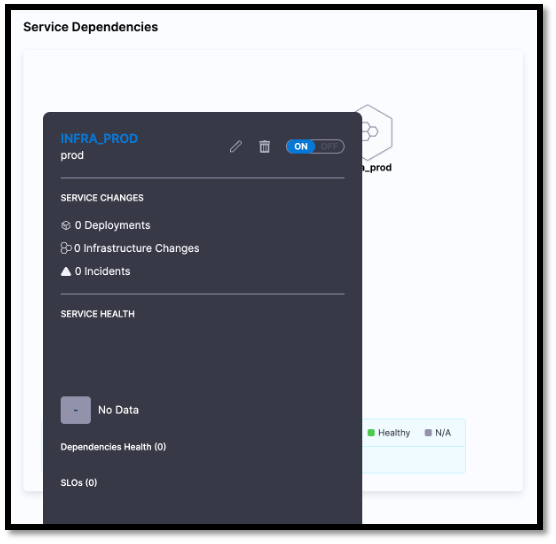 Service Dependencies
INFRA_PROD
prod
ON OFF
a_prod
SERVICE CHANGES
0 Deployments
0 Infrastructure Changes
0 Incidents
SERVICE HEALTH
- No Data
Healthy N/A
Dependencies Health (0)
SLOs (0)